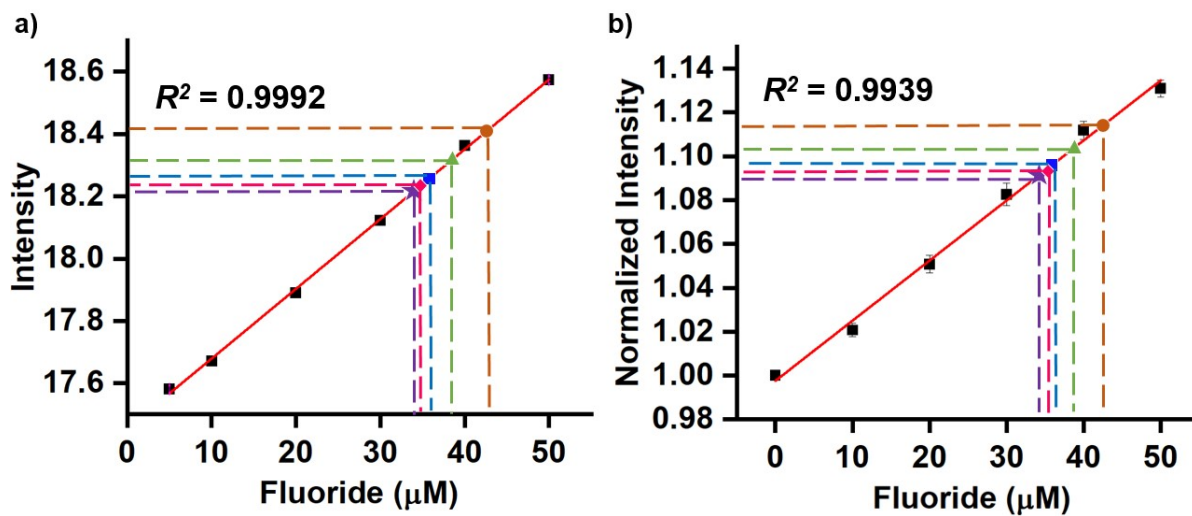 a)
R² = 0.9992
Intensity
18.6
18.4
18.2
18.0
17.8
17.6
0 10 20 30 40 50
Fluoride (μM)
b)
R² = 0.9939
Normalized Intensity
1.14
1.12
1.10
1.08
1.06
1.04
1.02
1.00
0.98
0 10 20 30 40 50
Fluoride (μM)